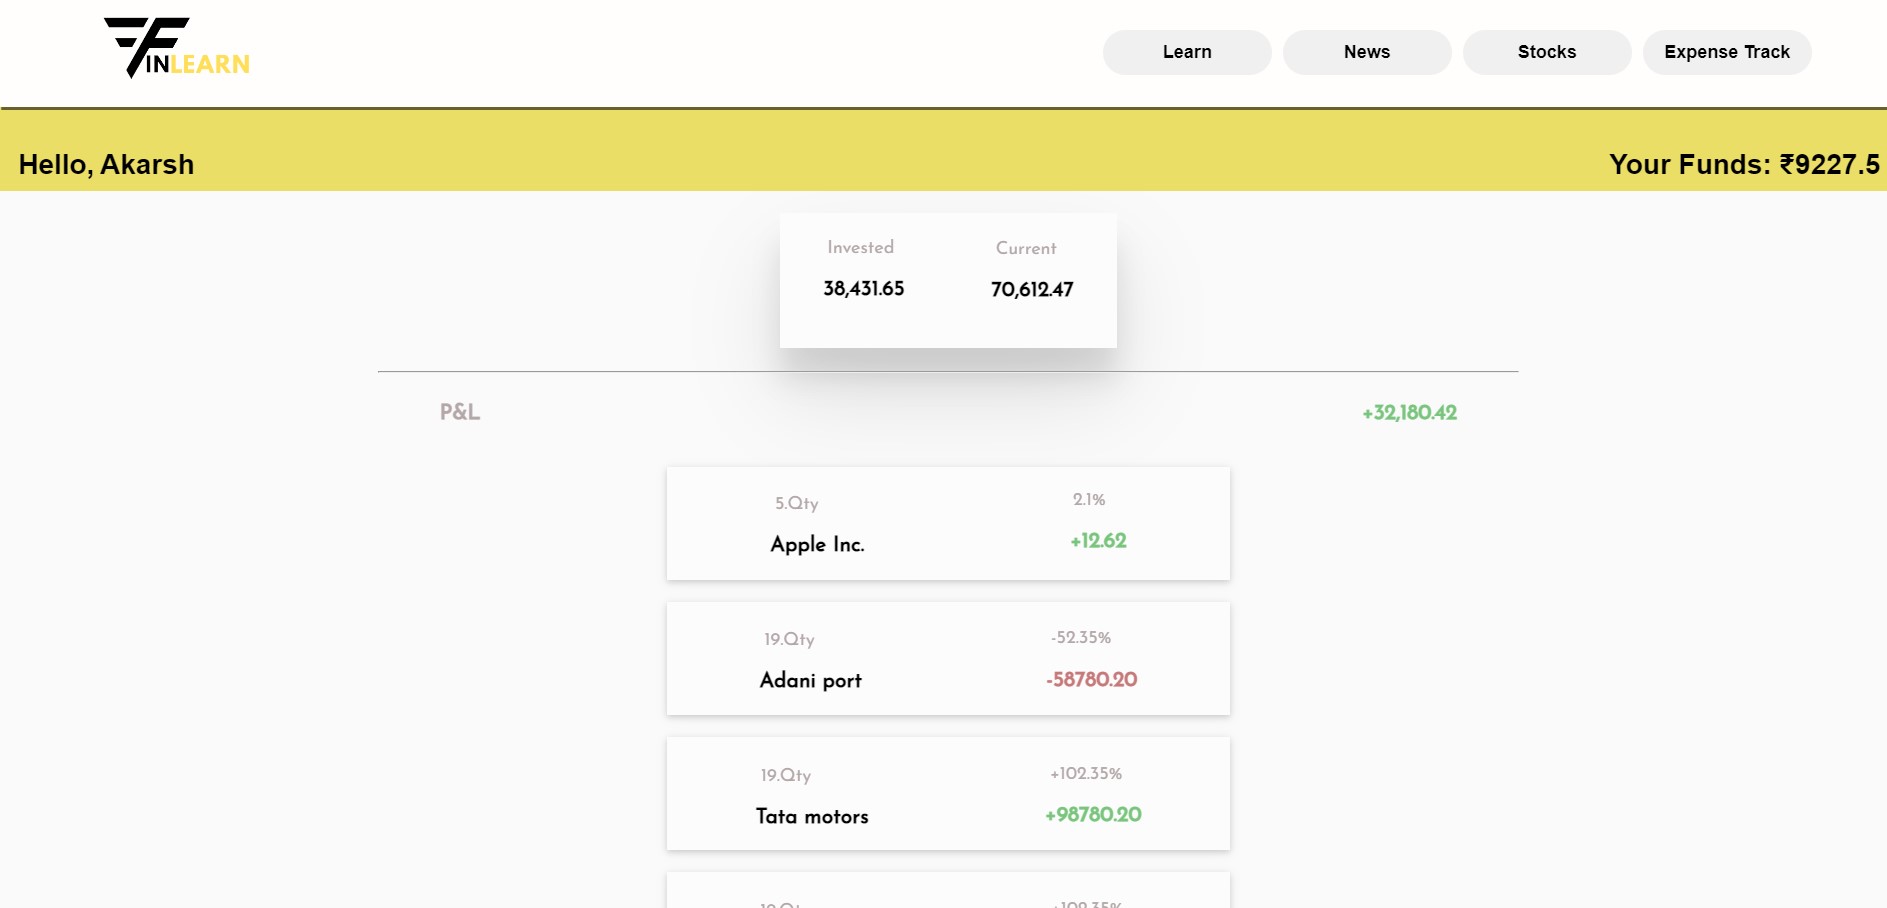 FINLEARN
Learn News Stocks Expense Track
Hello, Akarsh Your Funds: ₹9227.5
Invested Current
38,431.65 70,612.47
P&L +32,180.42
5.Qty 2.1%
Apple Inc. +12.62
19.Qty -52.35%
Adani port -58780.20
19.Qty +102.35%
Tata motors +98780.20